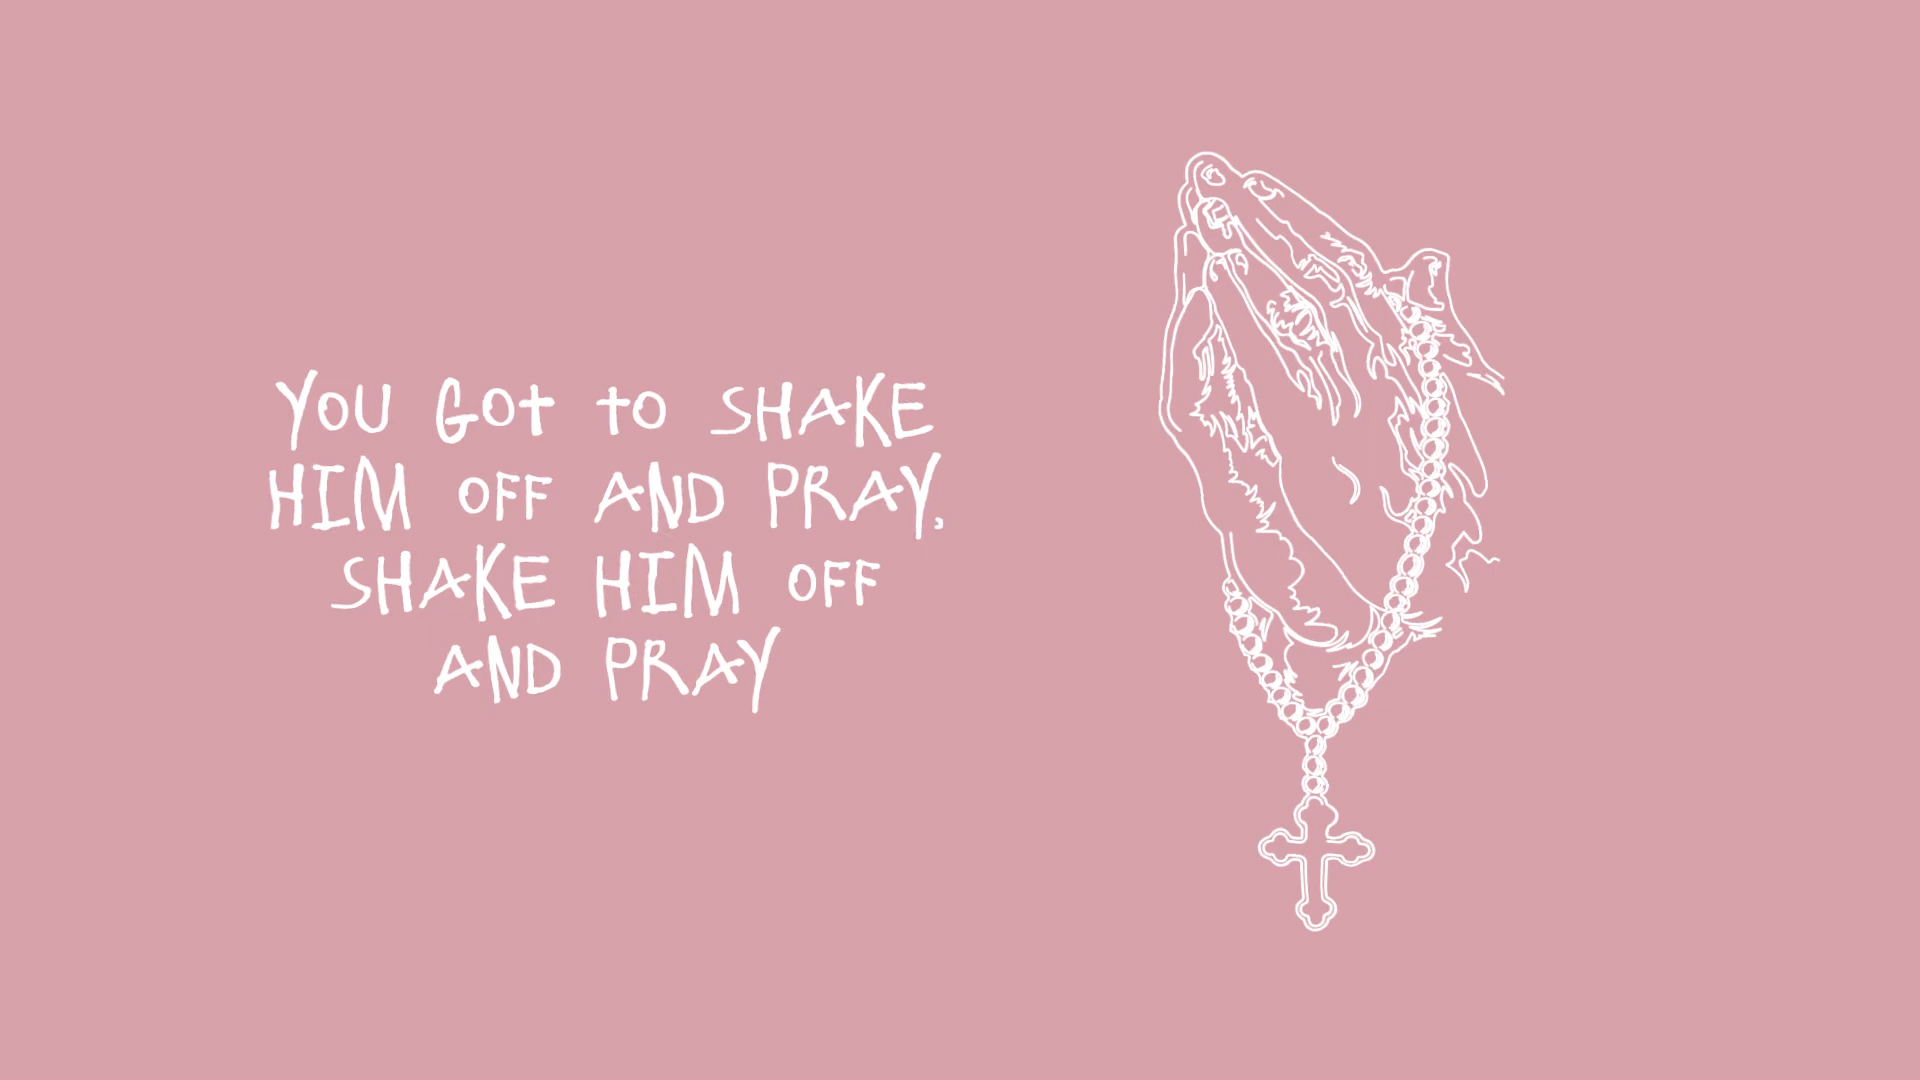 YOU GOT TO SHAKE
HIM OFF AND PRAY,
SHAKE HIM OFF
AND PRAY